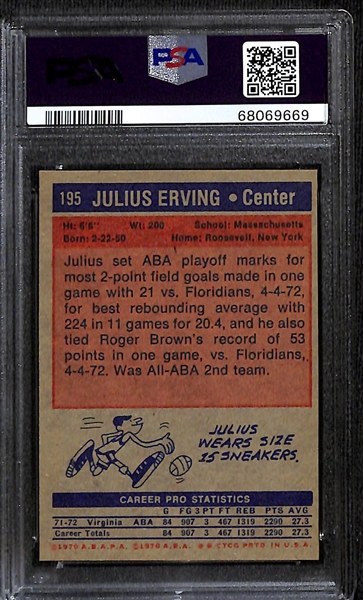 PSA
68069669
195 JULIUS ERVING • Center
Ht: 6'6" Wt: 200 School: Massachusetts
Born: 2-22-50 Home: Roosevelt, New York
Julius set ABA playoff marks for
most 2-point field goals made in one
game with 21 vs. Floridians, 4-4-72,
for best rebounding average with
224 in 11 games for 20.4, and he also
tied Roger Brown's record of 53
points in one game, vs. Floridians,
4-4-72. Was All-ABA 2nd team.
JULIUS
WEARS SIZE
15 SNEAKERS.
CAREER PRO STATISTICS
G FG 3PT FT REB PTS AVG
71-72 Virginia ABA 84 907 3 467 1319 2290 27.3
Career Totals 84 907 3 467 1319 2290 27.3
©1970 A.B.A.P.A. ©1970 A.B.A. ©T.C.G. PRTD. IN U.S.A.